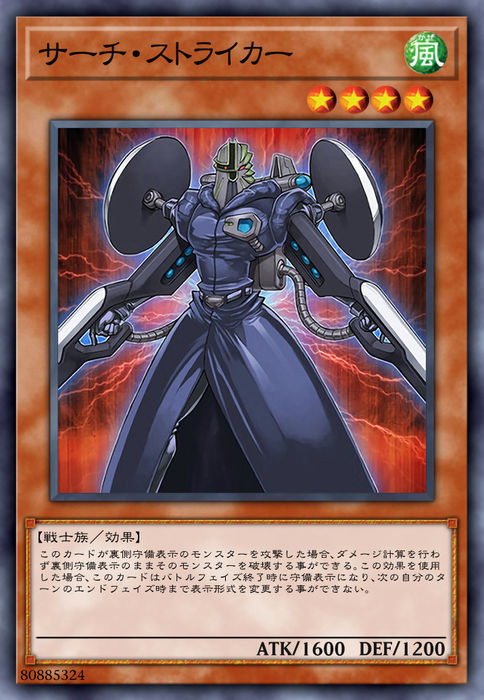 サーチ・ストライカー
かぜ
風
【戦士族／効果】
このカードが裏側守備表示のモンスターを攻撃した場合、ダメージ計算を行わ
ず裏側守備表示のままそのモンスターを破壊する事ができる。この効果を使用
した場合、このカードはバトルフェイズ終了時に守備表示になり、次の自分のタ
ーンのエンドフェイズ時まで表示形式を変更する事ができない。
ATK/1600 DEF/1200
80885324